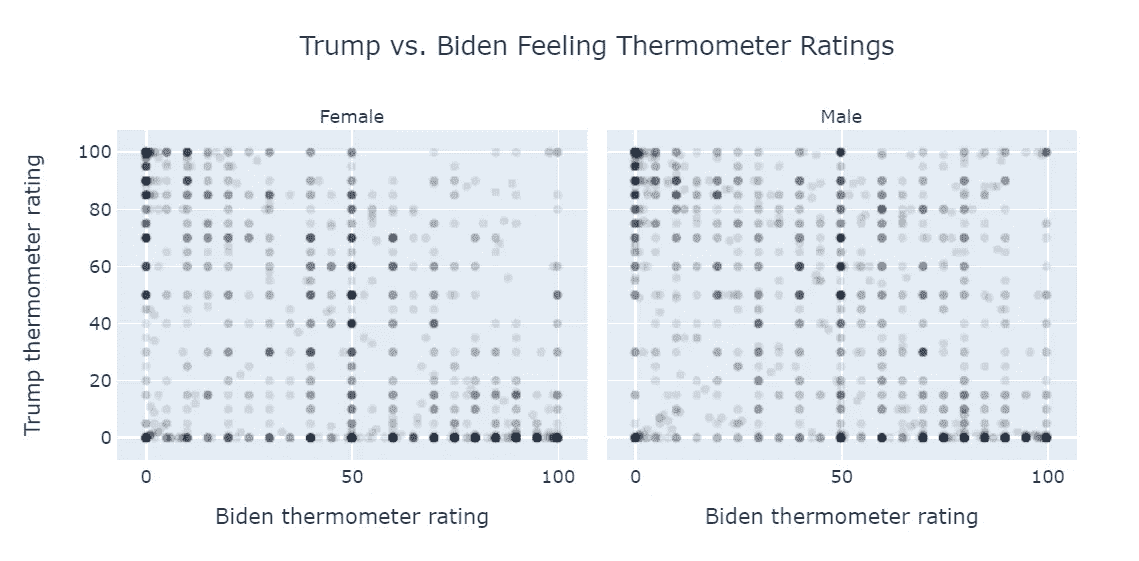 Trump vs. Biden Feeling Thermometer Ratings
Female
Male
Trump thermometer rating
100
80
60
40
20
0
0
50
100
0
50
100
Biden thermometer rating
Biden thermometer rating